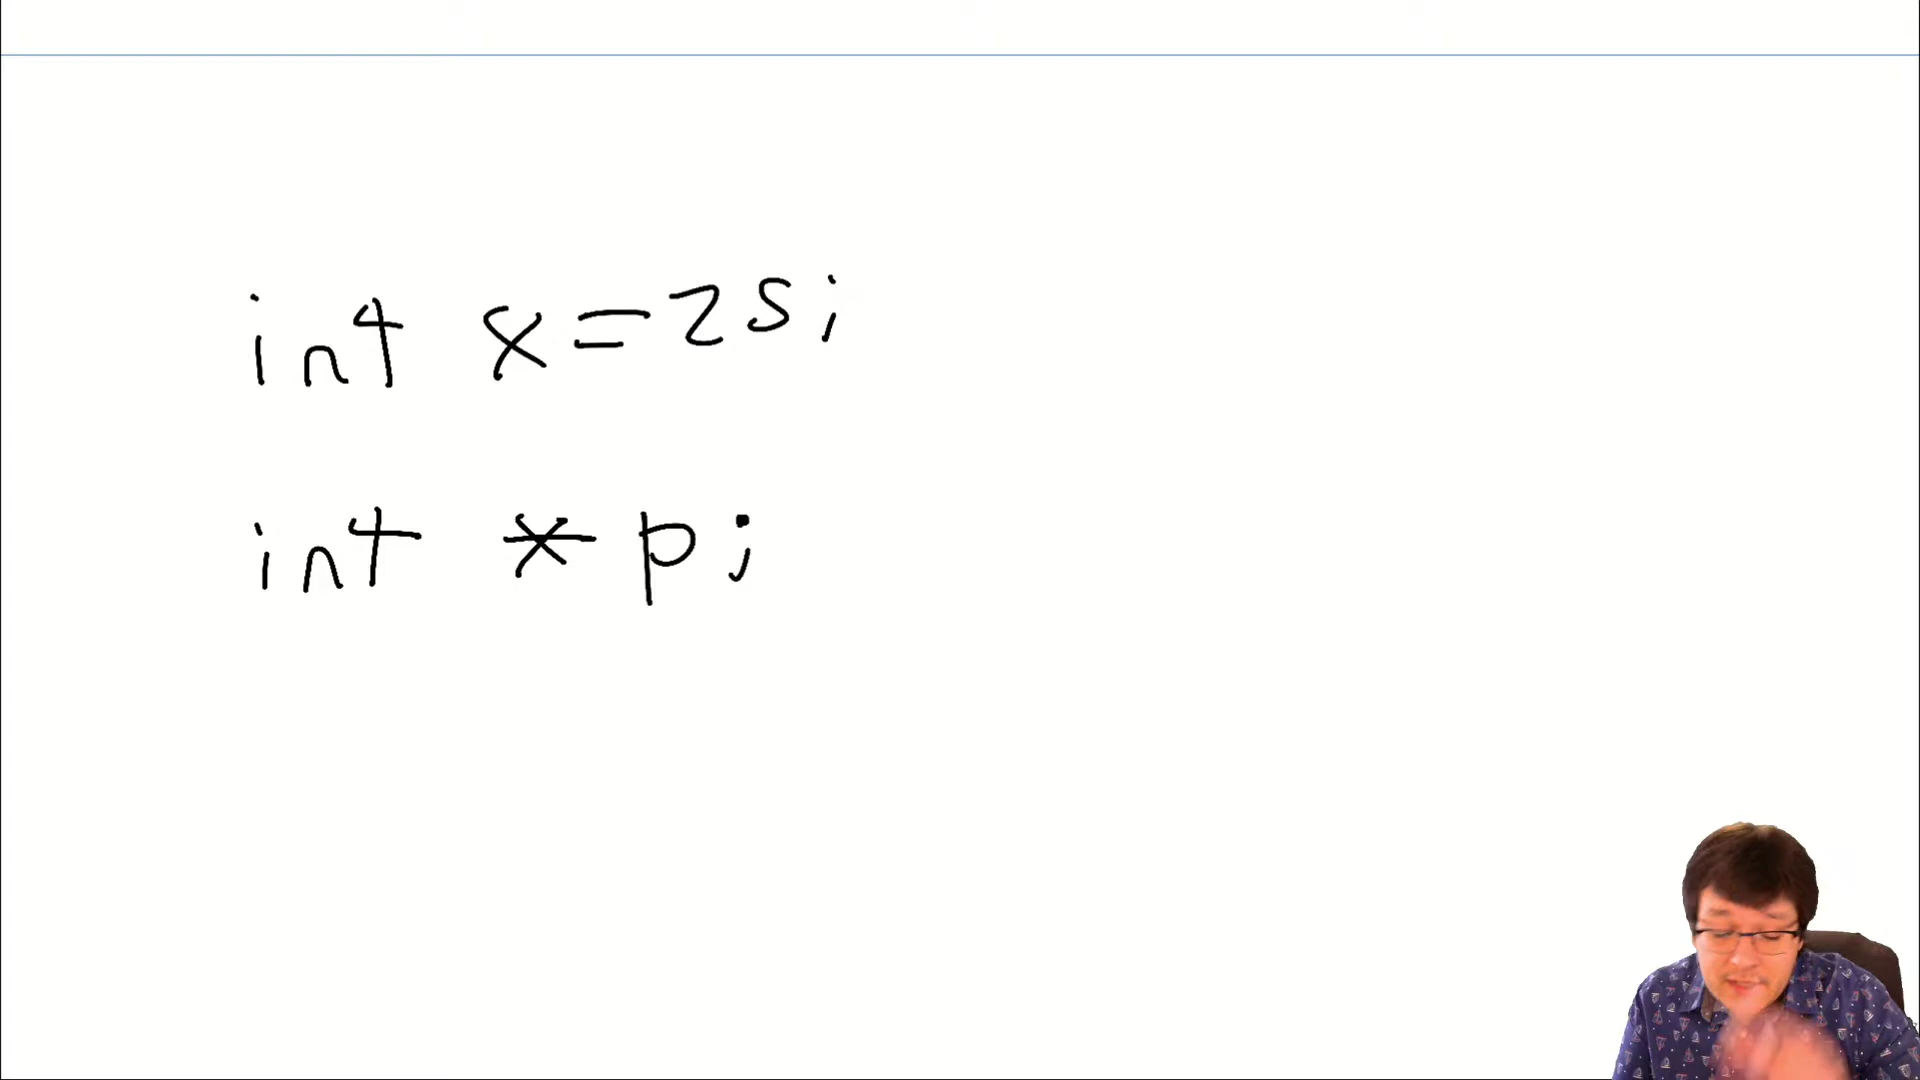 int x=25;
int * p;